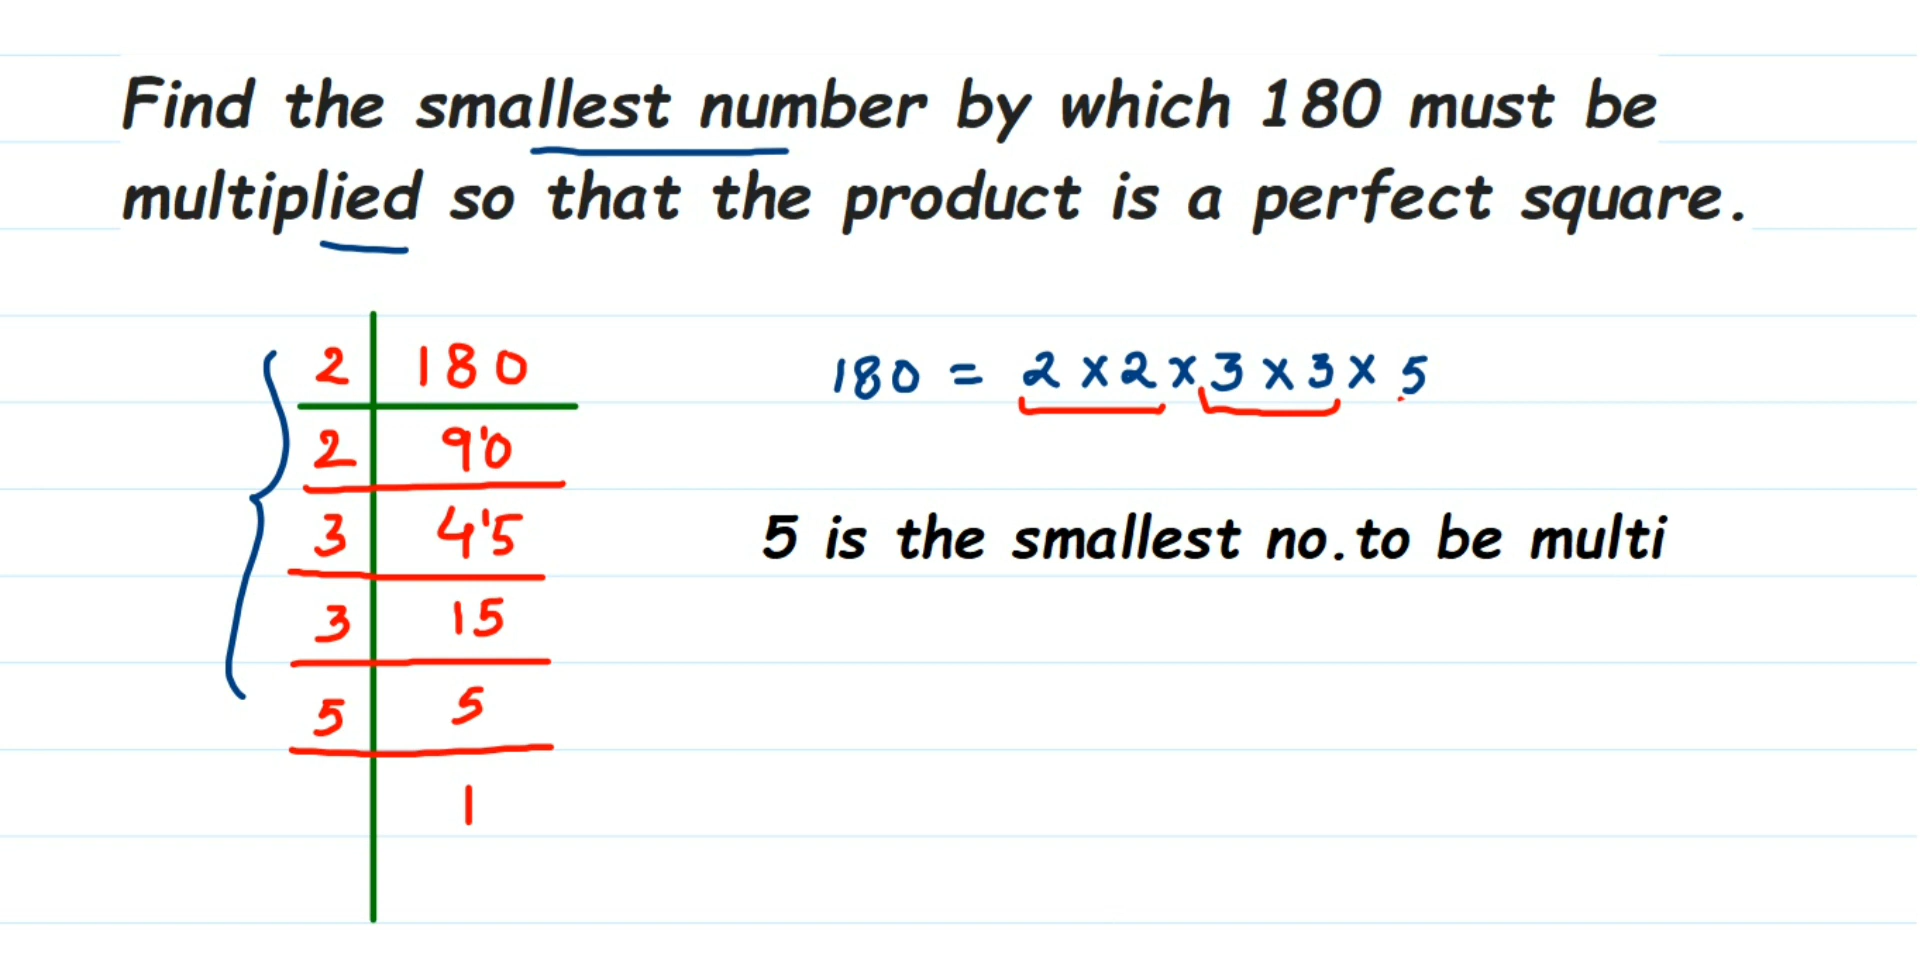 Find the smallest number by which 180 must be
multiplied so that the product is a perfect square.
2 180
2 90
3 45
3 15
5 5
1
180 = 2 × 2 × 3 × 3 × 5
5 is the smallest no.to be multi